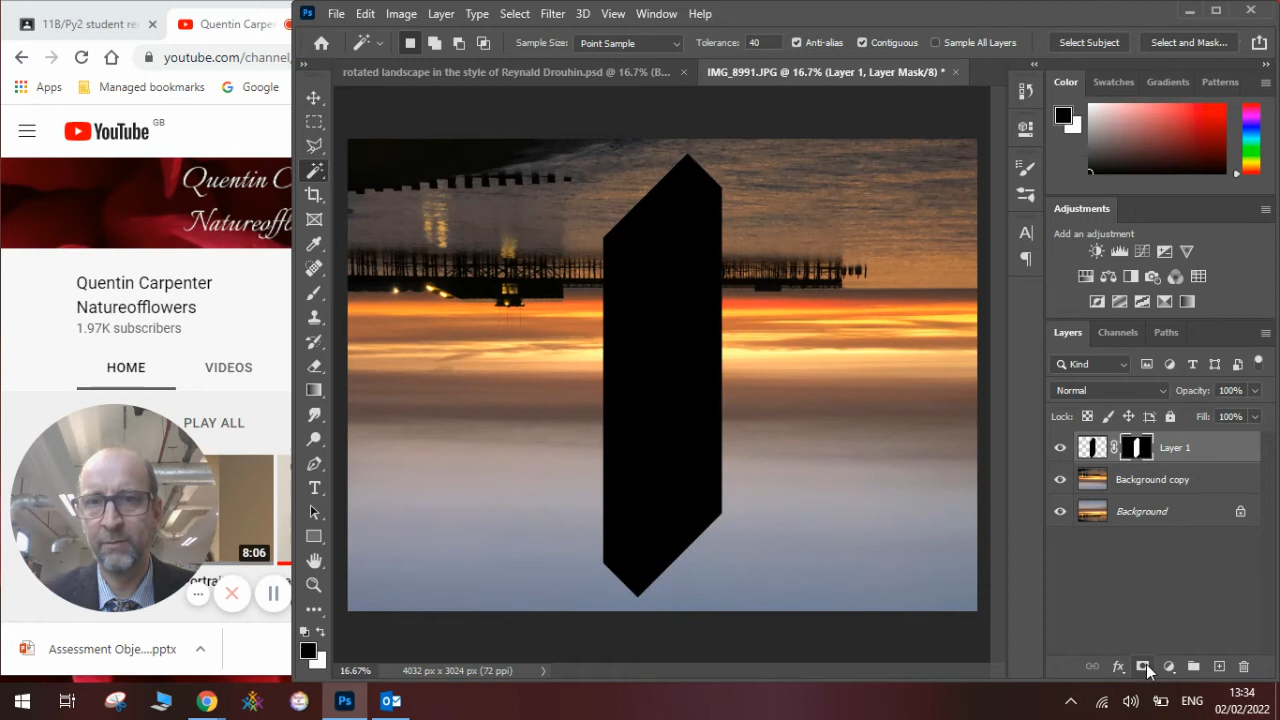 11B/Py2 student re
Quentin Carpe
File Edit Image Layer Type Select Filter 3D View Window Help
Sample Size: Point Sample Tolerance: 40 Anti-alias Contiguous Sample All Layers Select Subject Select and Mask...
youtube.com/channel,
rotated landscape in the style of Reynald Drouhin.psd @ 16.7% (B...
IMG_8991.JPG @ 16.7% (Layer 1, Layer Mask/8) *
Apps Managed bookmarks Google
Color Swatches Gradients Patterns
YouTube GB
Quentin C
Natureoffl
Adjustments
Add an adjustment
Quentin Carpenter
Natureofflowers
1.97K subscribers
HOME VIDEOS
Layers Channels Paths
Kind
Normal Opacity: 100%
Lock: Fill: 100%
PLAY ALL
Layer 1
Background copy
Background
8:06
Assessment Obje....pptx
16.67% 4032 px x 3024 px (72 ppi)
ENG
13:34
02/02/2022